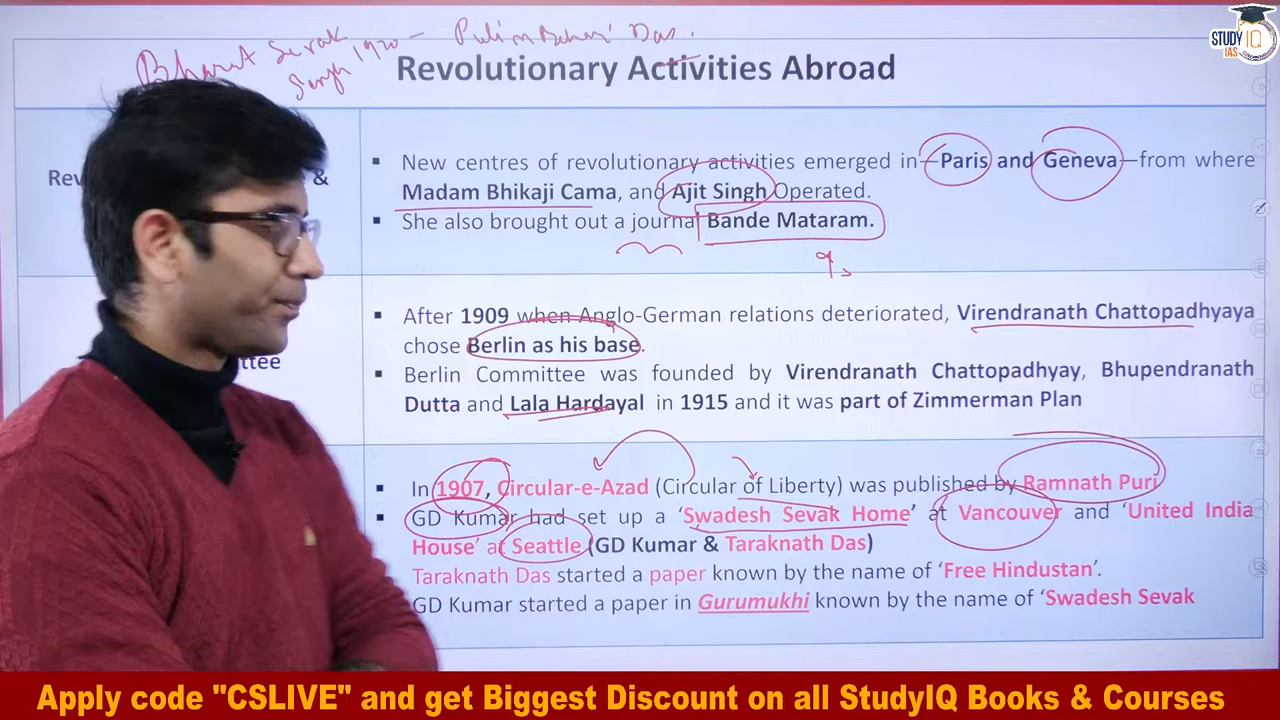 Bharat Sevak
Sangh 1920 - Pulin Behari Das.
STUDY IQ
IAS
Revolutionary Activities Abroad
Rev
&
▪ New centres of revolutionary activities emerged in—Paris and Geneva—from where
Madam Bhikaji Cama, and Ajit Singh Operated.
▪ She also brought out a journal Bande Mataram.
ttee
▪ After 1909 when Anglo-German relations deteriorated, Virendranath Chattopadhyaya
chose Berlin as his base.
▪ Berlin Committee was founded by Virendranath Chattopadhyay, Bhupendranath
Dutta and Lala Hardayal in 1915 and it was part of Zimmerman Plan
▪ In 1907, Circular-e-Azad (Circular of Liberty) was published by Ramnath Puri
▪ GD Kumar had set up a ‘Swadesh Sevak Home’ at Vancouver and ‘United India
House’ at Seattle (GD Kumar & Taraknath Das)
Taraknath Das started a paper known by the name of ‘Free Hindustan’.
GD Kumar started a paper in Gurumukhi known by the name of ‘Swadesh Sevak
Apply code "CSLIVE" and get Biggest Discount on all StudyIQ Books & Courses